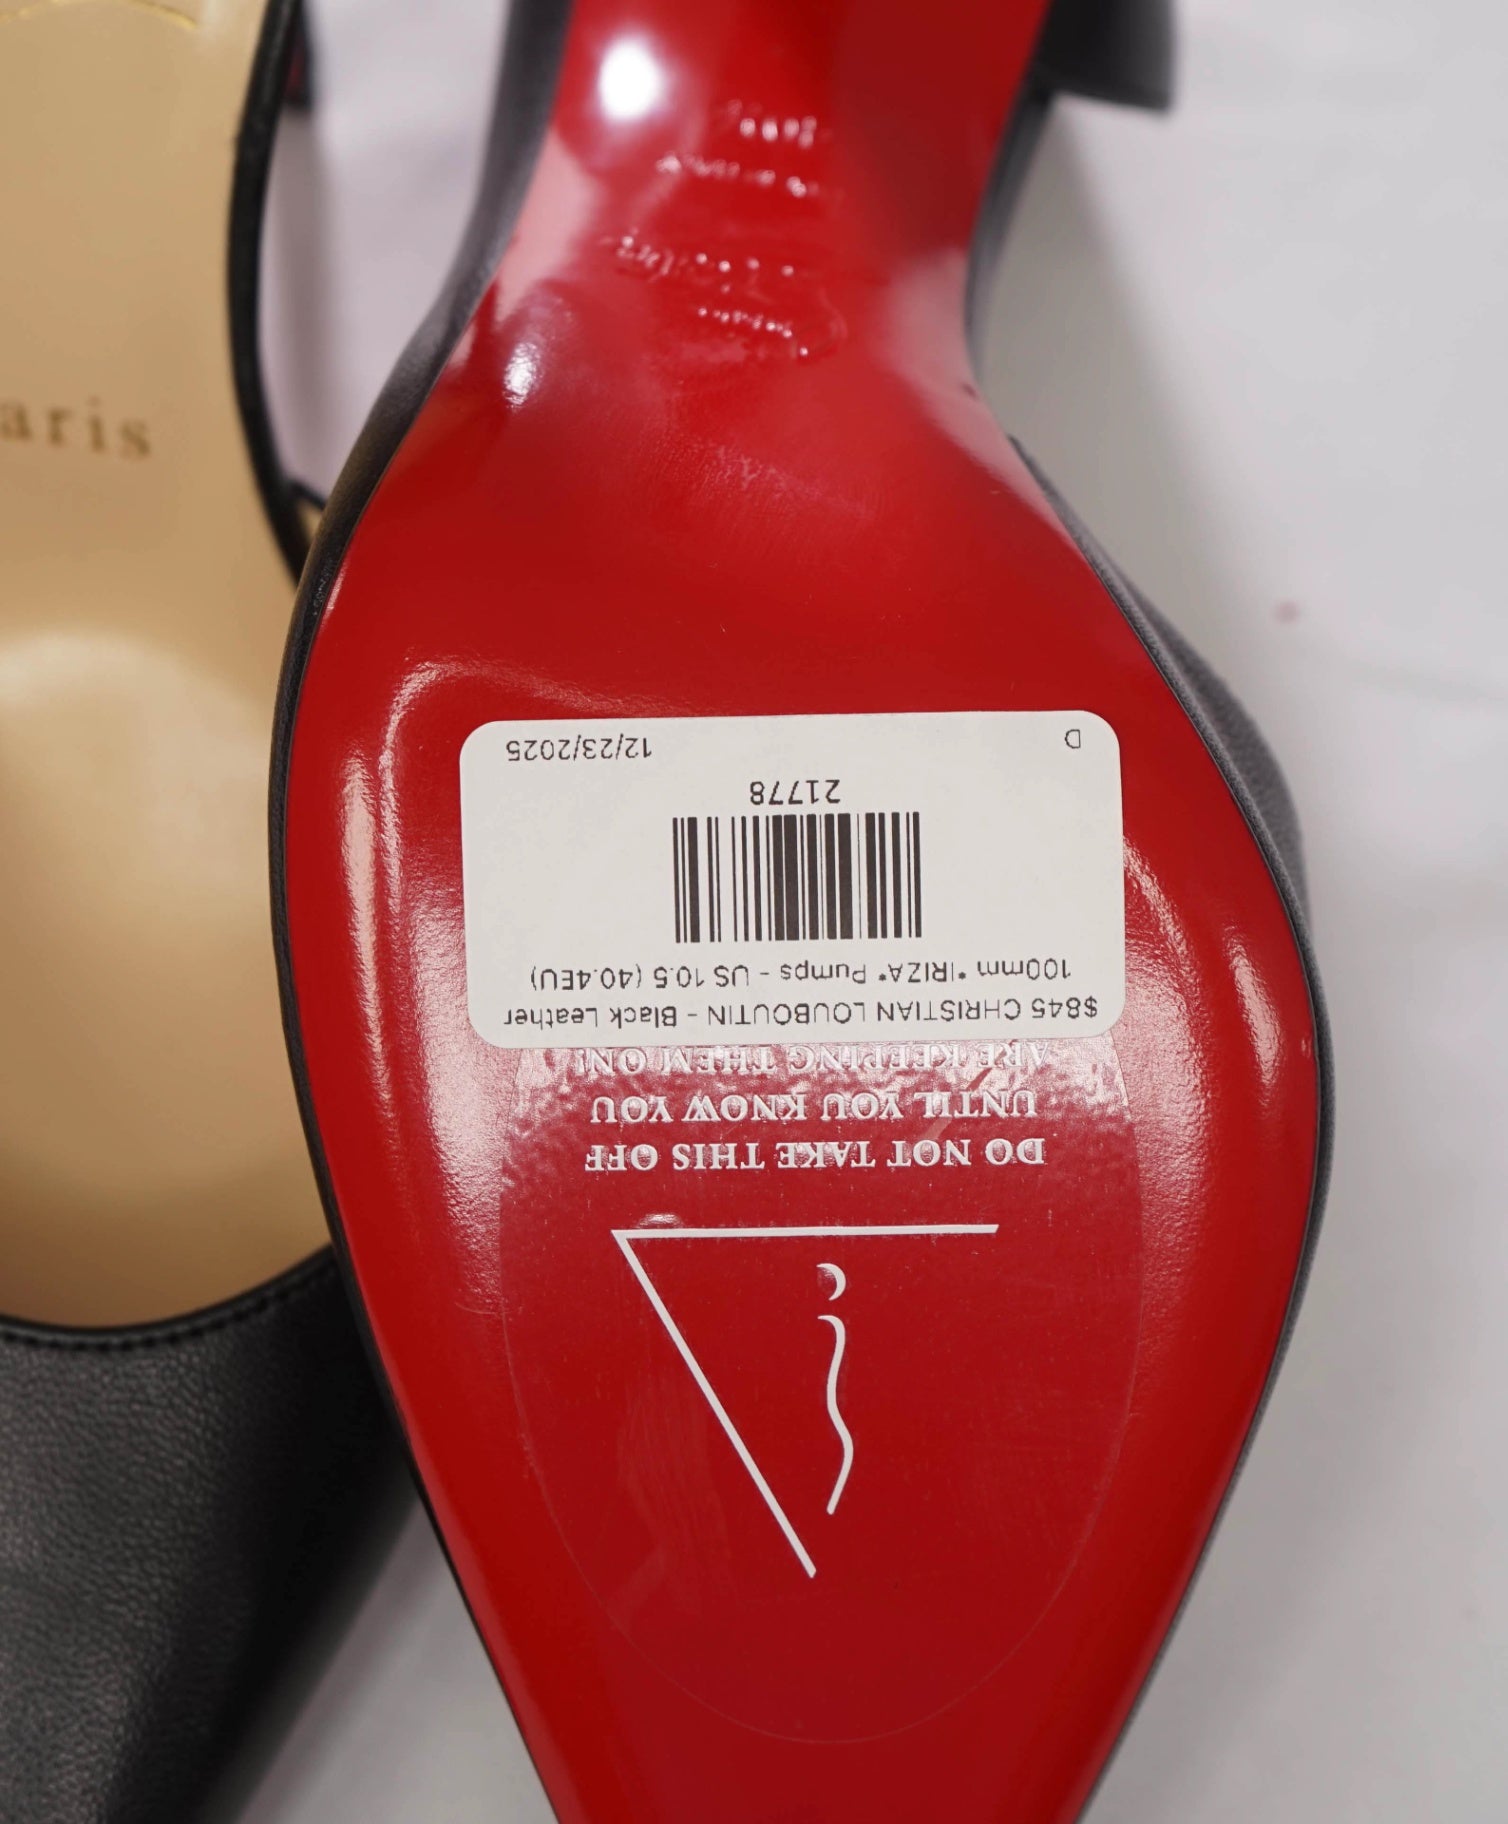 DO NOT TAKE THIS OFF
UNTIL YOU KNOW YOU
ARE KEEPING THEM ON!
$845 CHRISTIAN LOUBOUTIN - Black Leather
100mm *IRIZA* Pumps - US 10.5 (40.4EU)
21778
D 12/23/2025
aris